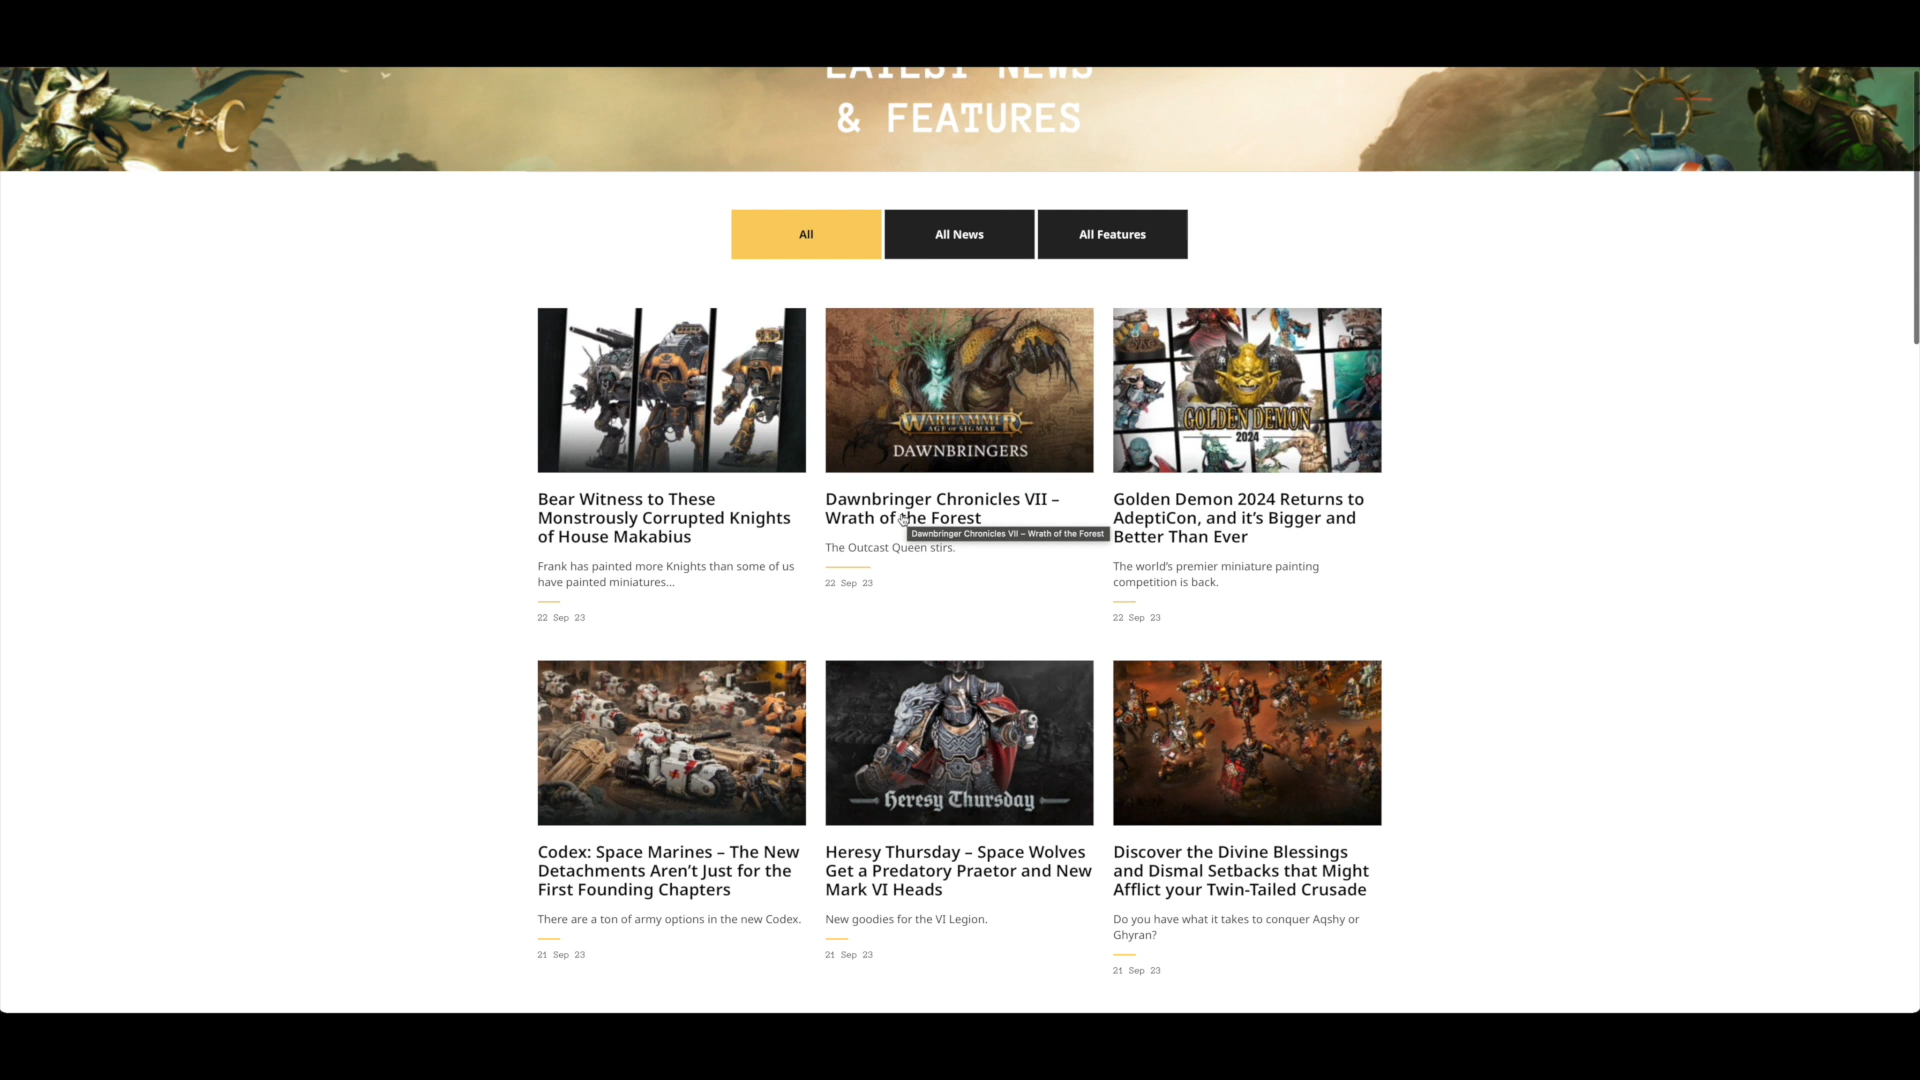 LATEST NEWS
& FEATURES
All
All News
All Features
WARHAMMER
AGE OF SIGMAR
DAWNBRINGERS
GOLDEN DEMON
2024
Bear Witness to These
Monstrously Corrupted Knights
of House Makabius
Frank has painted more Knights than some of us
have painted miniatures...
22 Sep 23
Dawnbringer Chronicles VII –
Wrath of the Forest
Dawnbringer Chronicles VII – Wrath of the Forest
The Outcast Queen stirs.
22 Sep 23
Golden Demon 2024 Returns to
AdeptiCon, and it’s Bigger and
Better Than Ever
The world’s premier miniature painting
competition is back.
22 Sep 23
Heresy Thursday
Codex: Space Marines – The New
Detachments Aren’t Just for the
First Founding Chapters
There are a ton of army options in the new Codex.
21 Sep 23
Heresy Thursday – Space Wolves
Get a Predatory Praetor and New
Mark VI Heads
New goodies for the VI Legion.
21 Sep 23
Discover the Divine Blessings
and Dismal Setbacks that Might
Afflict your Twin-Tailed Crusade
Do you have what it takes to conquer Aqshy or
Ghyran?
21 Sep 23